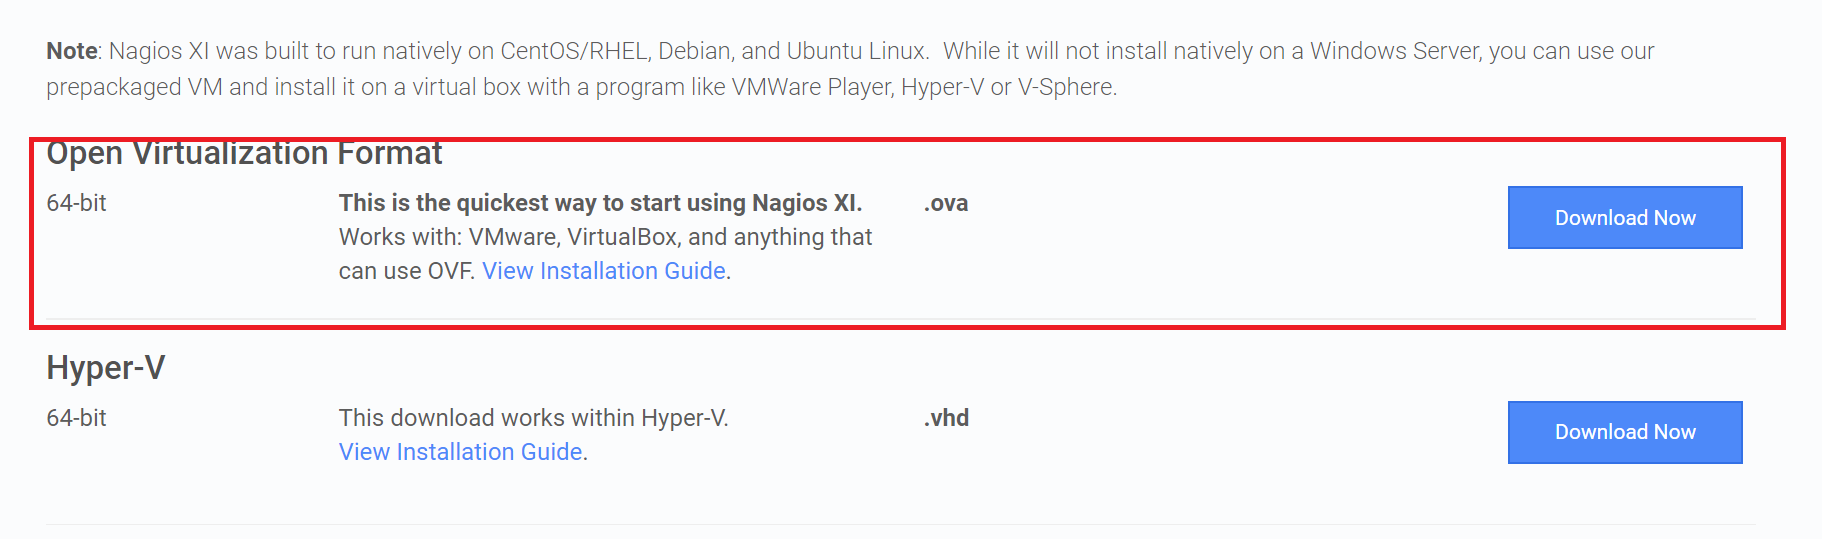 Note: Nagios XI was built to run natively on CentOS/RHEL, Debian, and Ubuntu Linux.  While it will not install natively on a Windows Server, you can use our
prepackaged VM and install it on a virtual box with a program like VMWare Player, Hyper-V or V-Sphere.
Open Virtualization Format
64-bit
This is the quickest way to start using Nagios XI.
Works with: VMware, VirtualBox, and anything that
can use OVF. View Installation Guide.
.ova
Download Now
Hyper-V
64-bit
This download works within Hyper-V.
View Installation Guide.
.vhd
Download Now